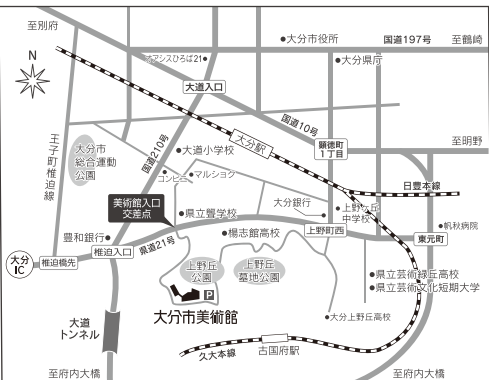 至別府
オアシスひろば21
大分市役所
国道197号
至鶴崎
大分県庁
N
大道入口
国道10号
王子町椎迫線
大分市
総合運動
公園
国道210号
大道小学校
大分駅
顕徳町
1丁目
至明野
コンビニ
マルショク
日豊本線
美術館入口
交差点
県立聾学校
大分銀行
上野ヶ丘
中学校
帆秋病院
豊和銀行
楊志館高校
上野町西
東元町
大分
IC
椎迫橋先
椎迫入口
県道21号
上野丘
公園
上野丘
墓地公園
県立芸術緑丘高校
県立芸術文化短期大学
P
大分市美術館
大分上野丘高校
大道
トンネル
久大本線
古国府駅
至府内大橋
至府内大橋